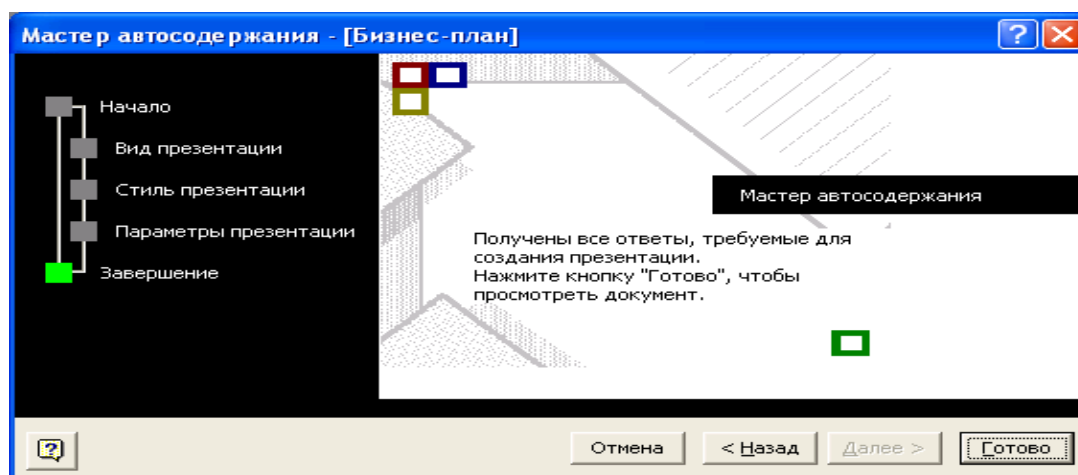 Мастер автосодержания - [Бизнес-план]
Начало
Вид презентации
Стиль презентации
Параметры презентации
Завершение
Мастер автосодержания
Получены все ответы, требуемые для
создания презентации.
Нажмите кнопку "Готово", чтобы
просмотреть документ.
Отмена
< Назад
Далее >
Готово